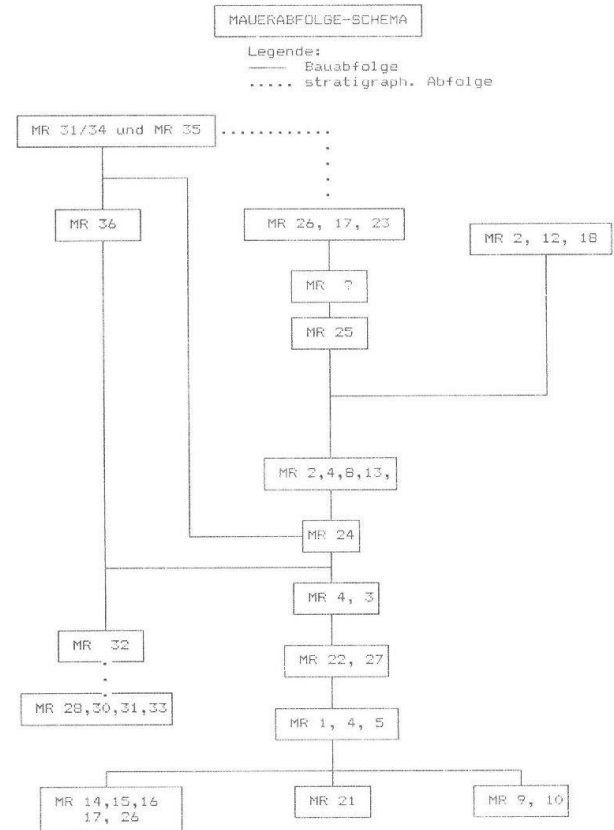 MAUERABFOLGE-SCHEMA
Legende:
Bauabfolge
..... stratigraph. Abfolge
MR 31/34 und MR 35
MR 36
MR 26, 17, 23
MR 2, 12, 18
MR ?
MR 25
MR 2,4,8,13,
MR 24
MR 4, 3
MR 32
MR 22, 27
MR 28,30,31,33
MR 1, 4, 5
MR 14,15,16
17, 26
MR 21
MR 9, 10